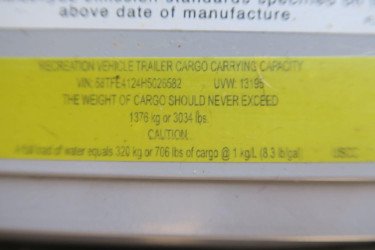 above date of manufacture.
RECREATION VEHICLE TRAILER CARGO CARRYING CAPACITY
VIN: 58TFE4124H5026582 UVW: 13196
THE WEIGHT OF CARGO SHOULD NEVER EXCEED
1376 kg or 3034 lbs.
CAUTION:
A full load of water equals 320 kg or 706 lbs of cargo @ 1 kg/L (8.3 lb/gal)